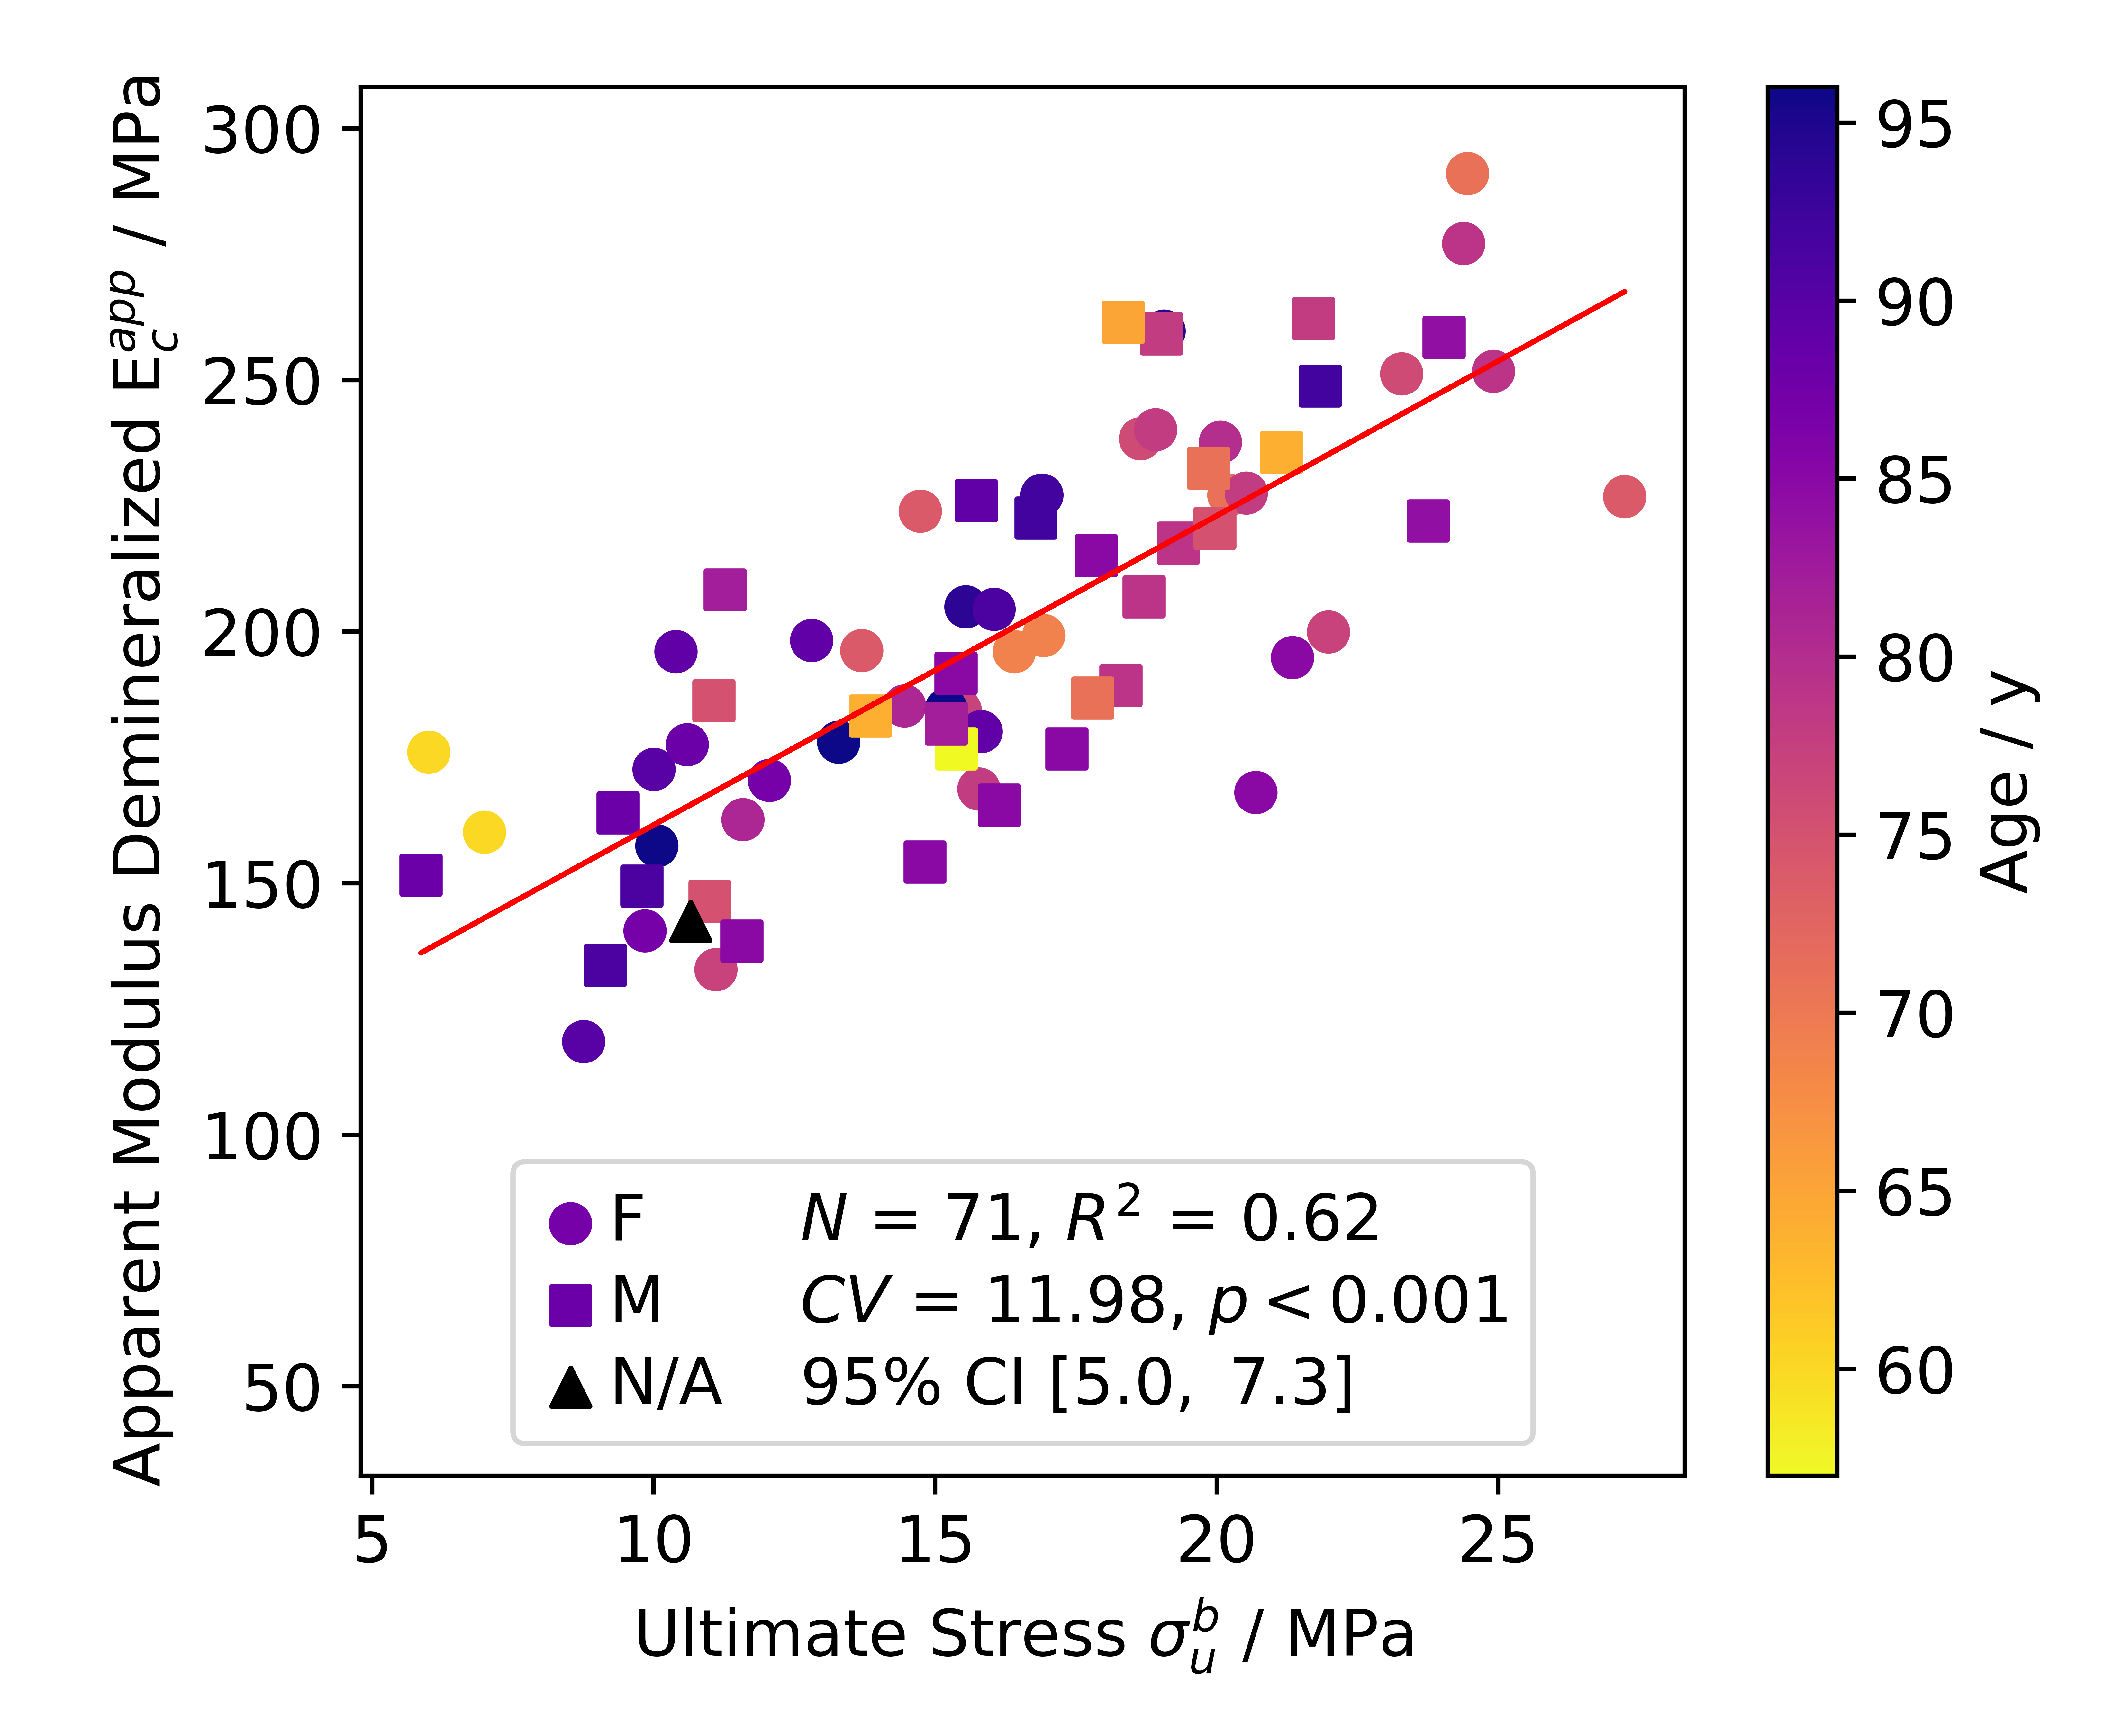 Apparent Modulus Demineralized E_c^app / MPa
300
250
200
150
100
50
F N = 71, R² = 0.62
M CV = 11.98, p < 0.001
N/A 95% CI [5.0, 7.3]
5 10 15 20 25
Ultimate Stress σ_u^b / MPa
95
90
85
80
75
70
65
60
Age / y